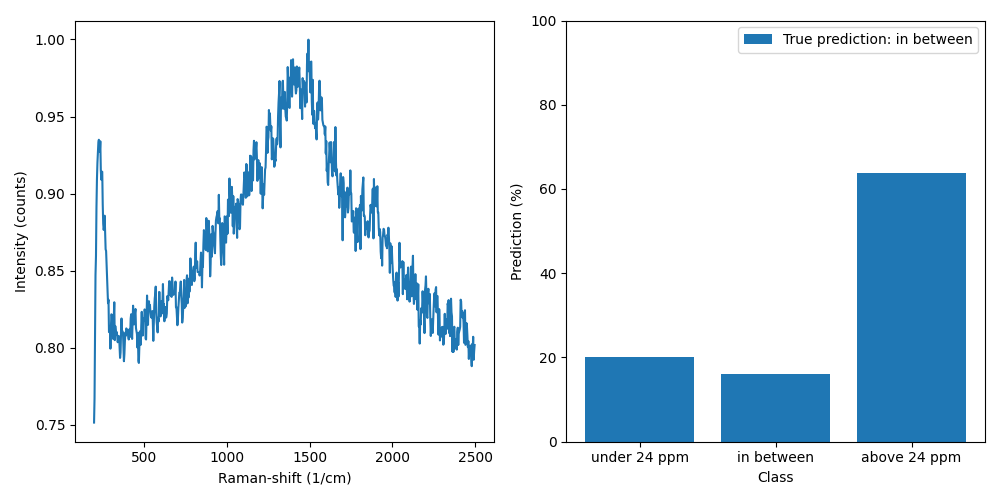 1.00
0.95
0.90
0.85
0.80
0.75
Intensity (counts)
500
1000
1500
2000
2500
Raman-shift (1/cm)
100
80
60
40
20
0
Prediction (%)
True prediction: in between
under 24 ppm
in between
above 24 ppm
Class